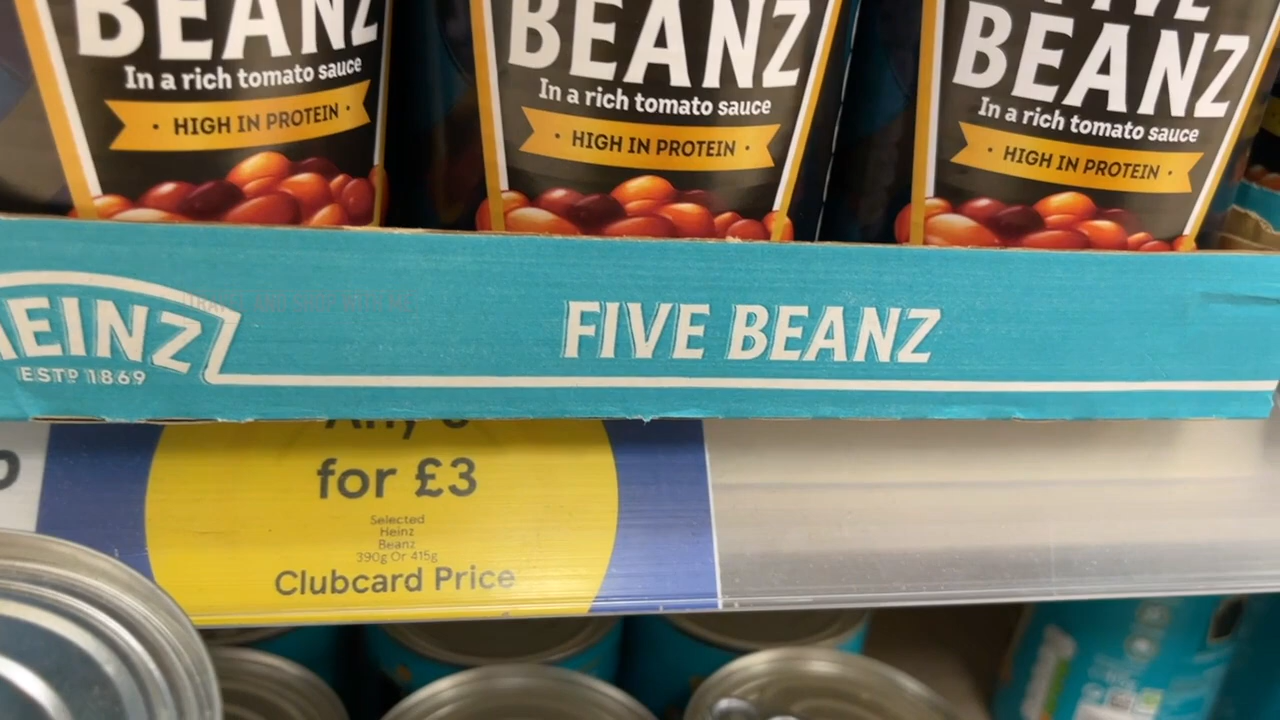 BEANZ
In a rich tomato sauce
· HIGH IN PROTEIN ·
BEANZ
In a rich tomato sauce
· HIGH IN PROTEIN ·
FIVE
BEANZ
In a rich tomato sauce
· HIGH IN PROTEIN ·
HEINZ
ESTD 1869
FIVE BEANZ
Any
for £3
Selected
Heinz
Beanz
390g Or 415g
Clubcard Price